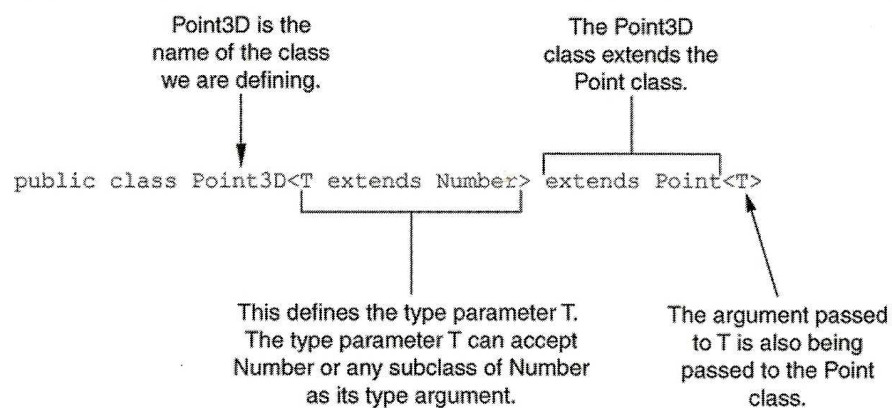 Point3D is the
name of the class
we are defining.
The Point3D
class extends the
Point class.
public class Point3D<T extends Number> extends Point<T>
This defines the type parameter T.
The type parameter T can accept
Number or any subclass of Number
as its type argument.
The argument passed
to T is also being
passed to the Point
class.